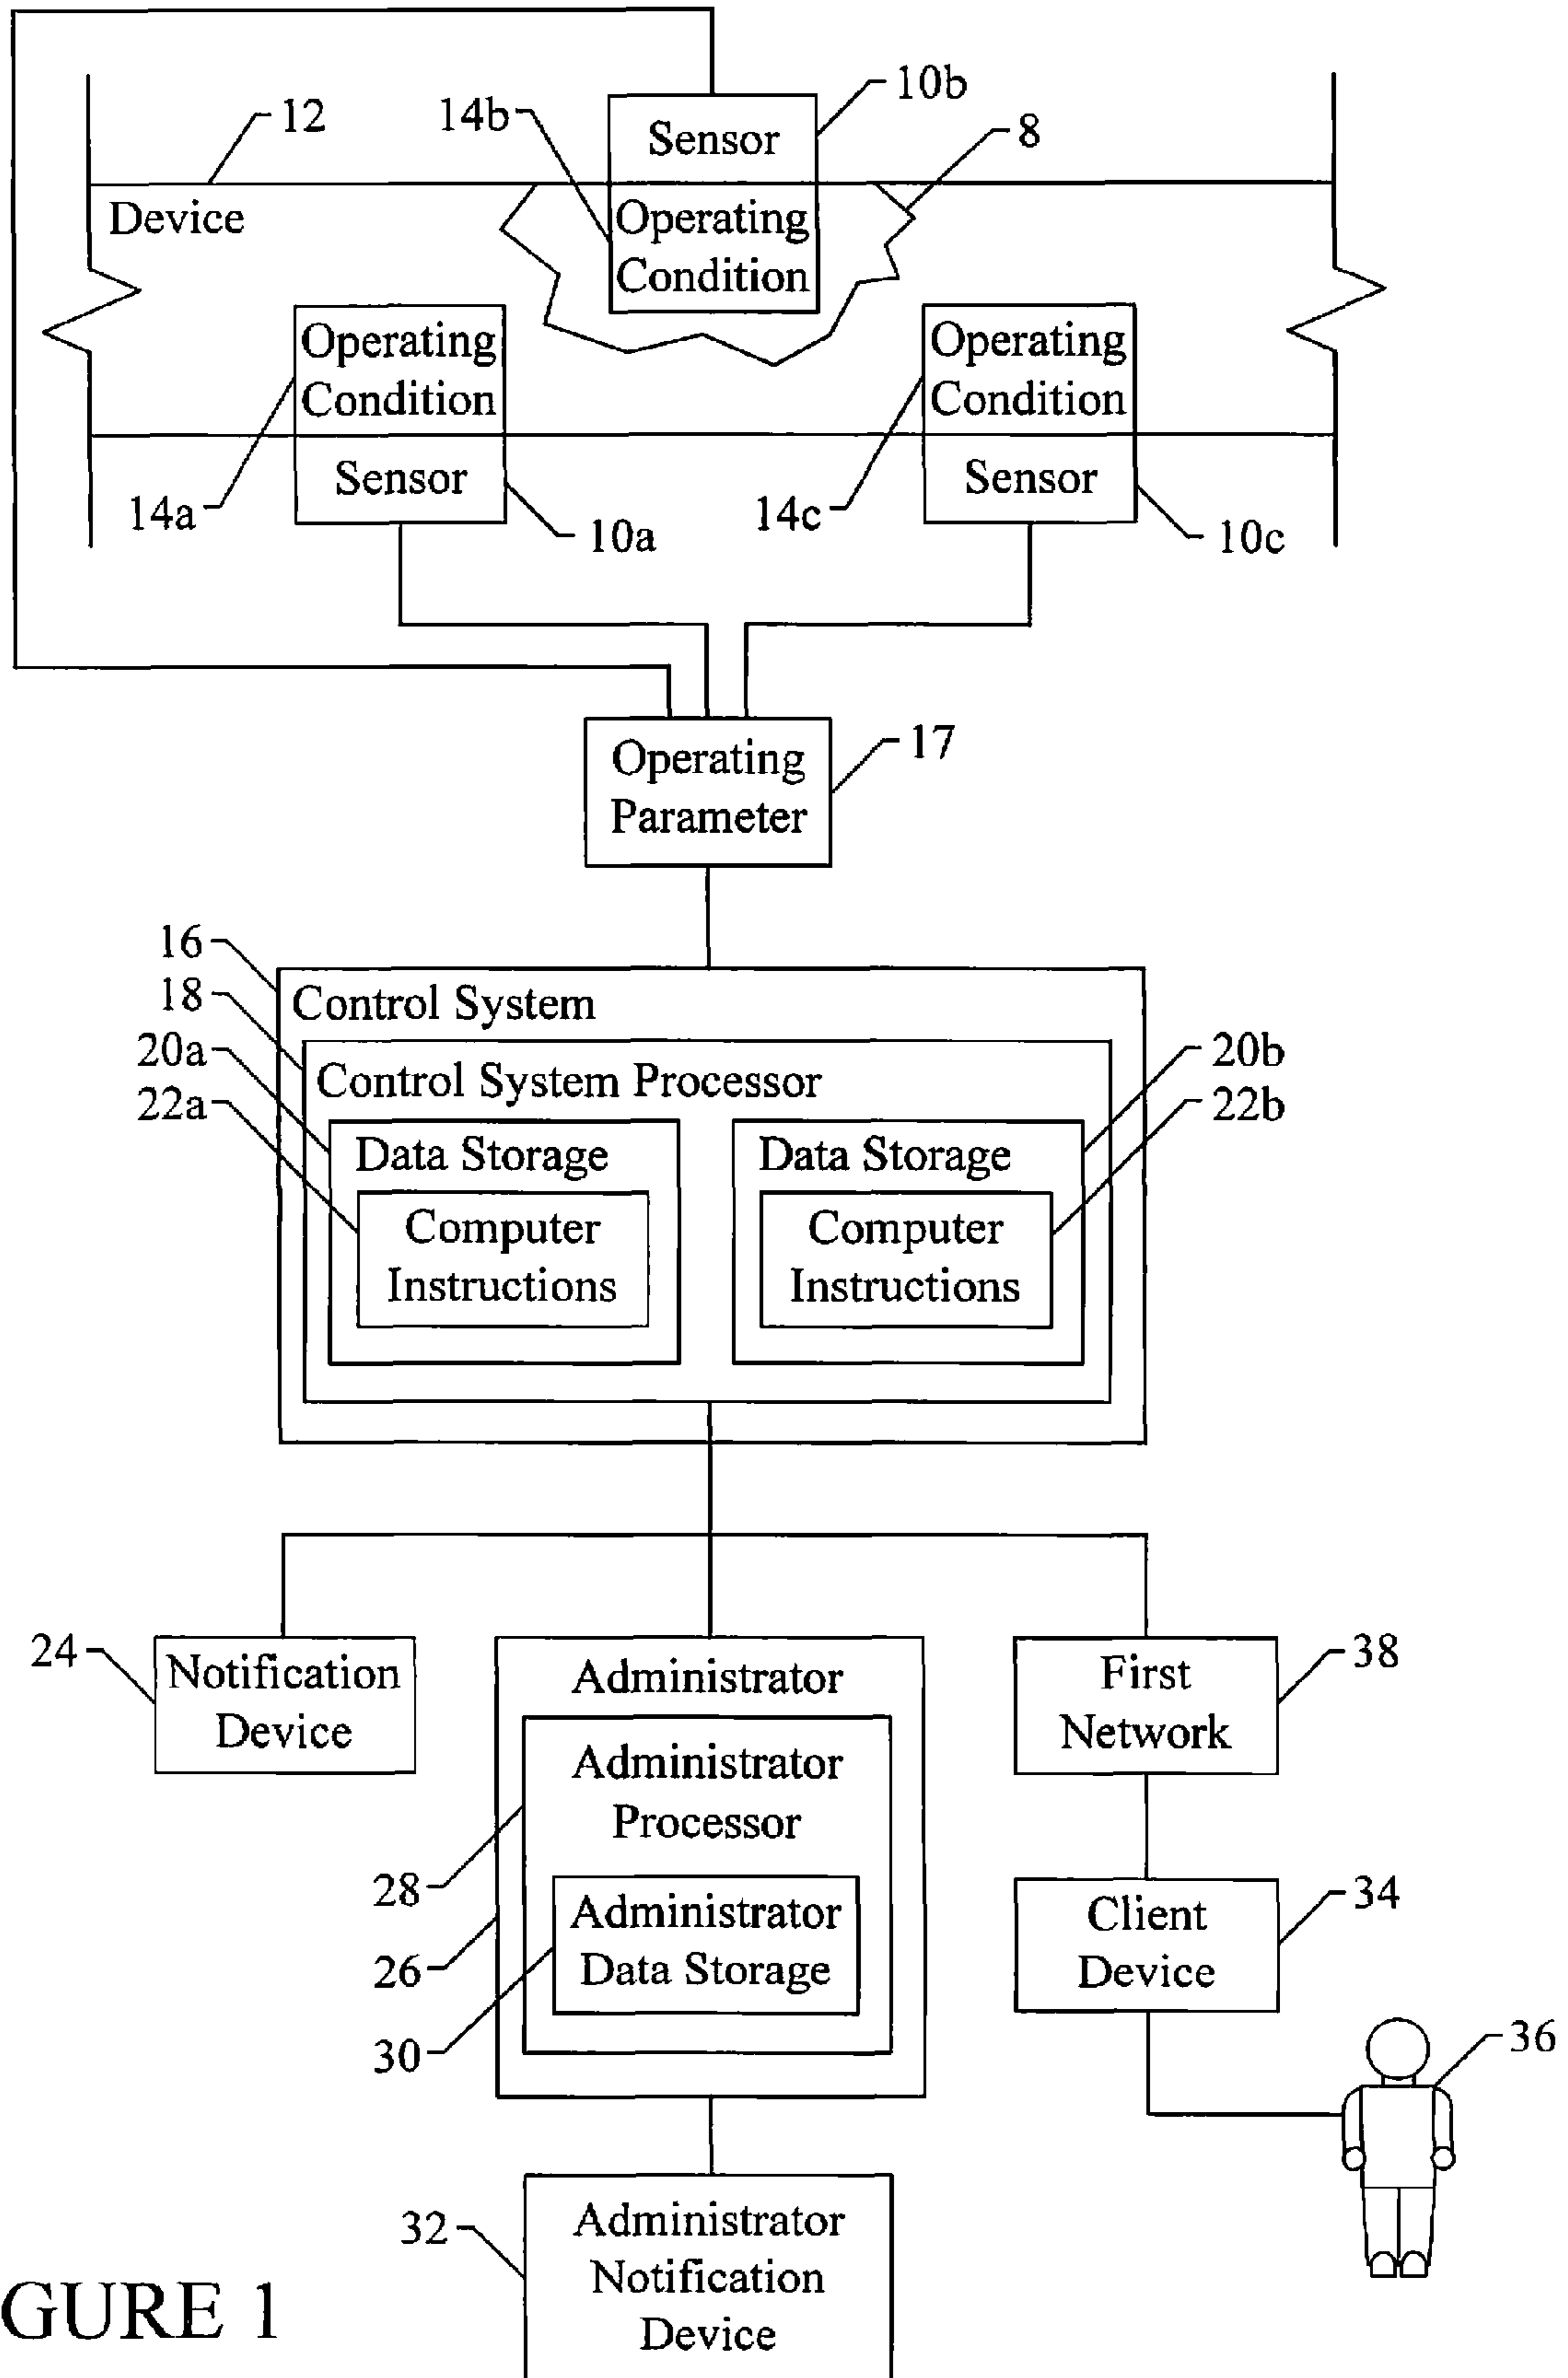 10b
14b
12
8
Sensor
Device
Operating
Condition
Operating
Condition
Operating
Condition
Sensor
Sensor
14a
10a
14c
10c
17
Operating
Parameter
16
Control System
18
20a
20b
Control System Processor
22a
22b
Data Storage
Data Storage
Computer
Instructions
Computer
Instructions
24
Notification
Device
Administrator
First
Network
38
Administrator
Processor
28
34
Client
Device
Administrator
Data Storage
26
30
36
32
Administrator
Notification
Device
GURE 1